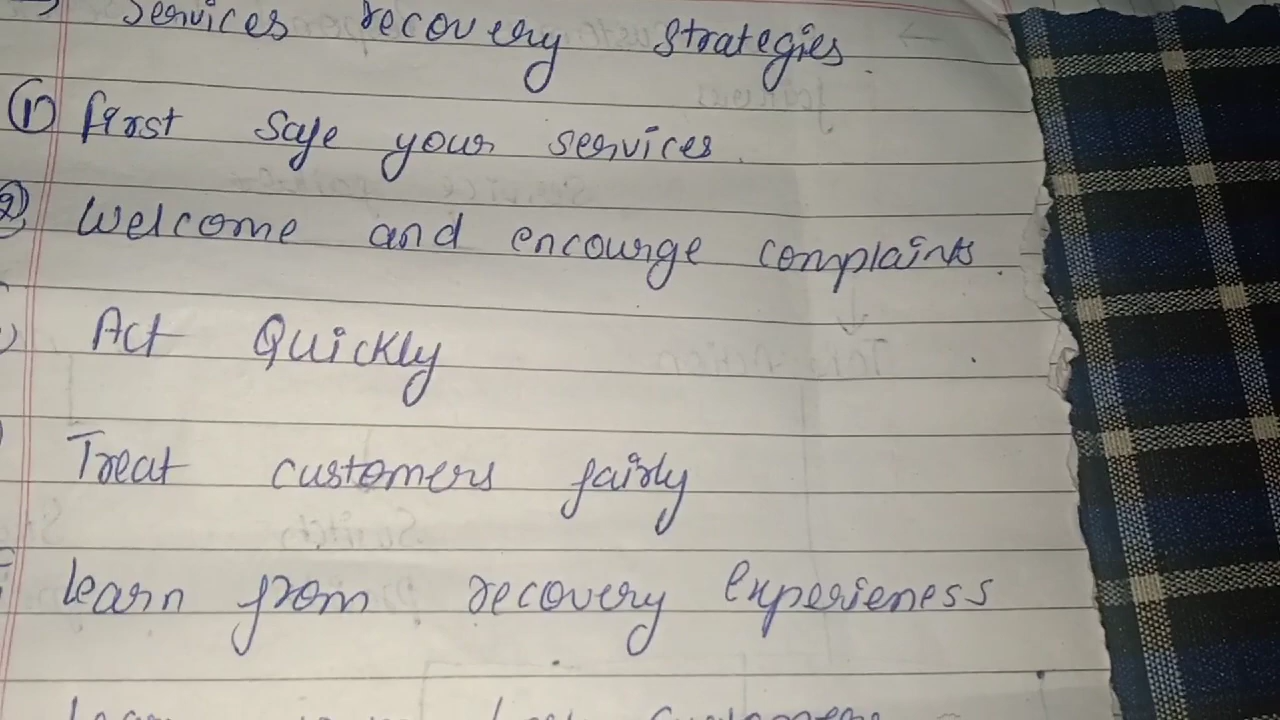 Services recovery strategies.
(1) first safe your services.
(2) Welcome and encourge complaints.
Act Quickly
Treat customers fairly
learn from recovery Experieness
customers